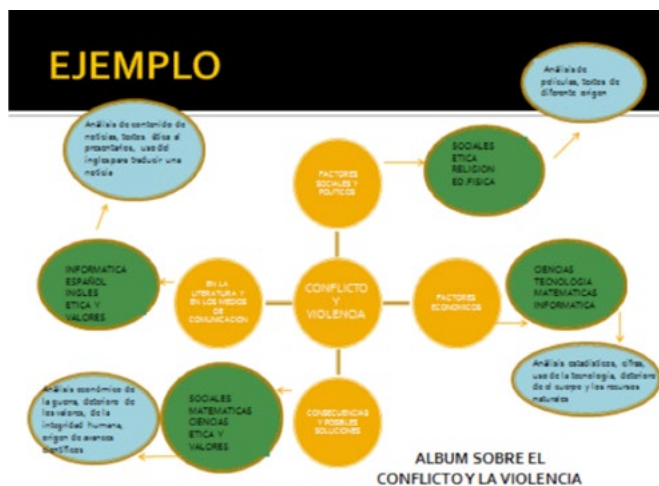 EJEMPLO
Análisis de
películas, textos de
diferente origen
Análisis de contenido de
noticias, textos ética al
presentarlos, uso del
ingles para traducir una
noticia
SOCIALES
ETICA
RELIGION
ED.FISICA
FACTORES
SOCIALES Y
POLITICOS
INFORMATICA
ESPAÑOL
INGLES
ETICA Y
VALORES
EN LA
LITERATURA Y
EN LOS MEDIOS
DE
COMUNICACION
CONFLICTO
Y
VIOLENCIA
FACTORES
ECONOMICOS
CIENCIAS
TECNOLOGIA
MATEMATICAS
INFORMATICA
Análisis estadísticos, cifras,
uso de la tecnología, deterioro
de el cuerpo y los recursos
naturales
Análisis económico de
la guerra, deterioro de
los valores, de la
integridad humana,
origen de avances
científicos
SOCIALES
MATEMATICAS
CIENCIAS
ETICA Y
VALORES
CONSECUENCIAS
Y POSIBLES
SOLUCIONES
ALBUM SOBRE EL
CONFLICTO Y LA VIOLENCIA